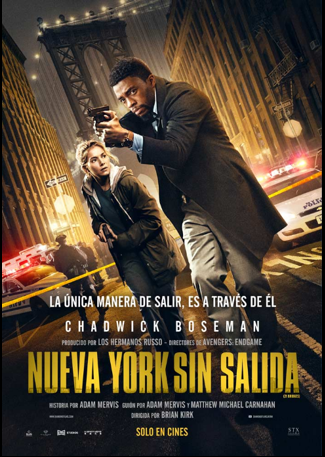 LA ÚNICA MANERA DE SALIR, ES A TRAVÉS DE ÉL
CHADWICK BOSEMAN
PRODUCIDO POR LOS HERMANOS RUSSO - DIRECTORES DE AVENGERS: ENDGAME
NUEVA YORK SIN SALIDA
HISTORIA POR ADAM MERVIS GUIÓN POR ADAM MERVIS Y MATTHEW MICHAEL CARNAHAN
DIRIGIDA POR BRIAN KIRK
SOLO EN CINES
STX